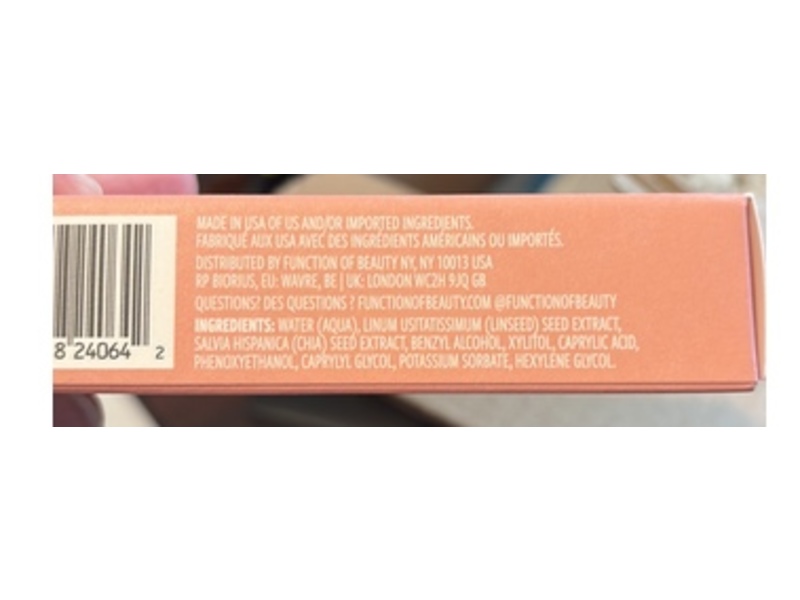 MADE IN USA OF US AND/OR IMPORTED INGREDIENTS.
FABRIQUÉ AUX USA AVEC DES INGRÉDIENTS AMÉRICAINS OU IMPORTÉS.
DISTRIBUTED BY FUNCTION OF BEAUTY NY, NY 10013 USA
RP BIORIUS, EU: WAVRE, BE | UK: LONDON WC2H 9JQ GB
QUESTIONS? DES QUESTIONS ? FUNCTIONOFBEAUTY.COM @FUNCTIONOFBEAUTY
INGREDIENTS: WATER (AQUA), LINUM USITATISSIMUM (LINSEED) SEED EXTRACT,
SALVIA HISPANICA (CHIA) SEED EXTRACT, BENZYL ALCOHOL, XYLITOL, CAPRYLIC ACID,
PHENOXYETHANOL, CAPRYLYL GLYCOL, POTASSIUM SORBATE, HEXYLENE GLYCOL.
8 24064 2